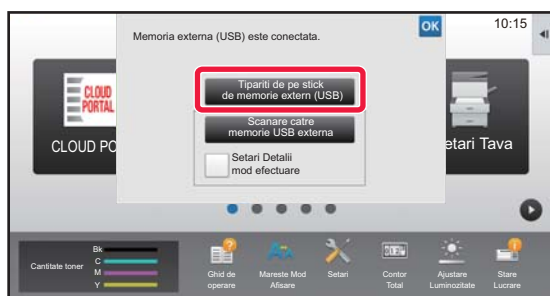 Memoria externa (USB) este conectata.
OK
10:15
Tipariti de pe stick
de memorie extern (USB)
Scanare catre
memorie USB externa
Setari Detalii
mod efectuare
CLOUD
PORTAL
CLOUD PO
etari Tava
Cantitate toner
Bk
C
M
Y
Ghid de
operare
Mareste Mod
Afisare
Setari
Contor
Total
Ajustare
Luminozitate
Stare
Lucrare